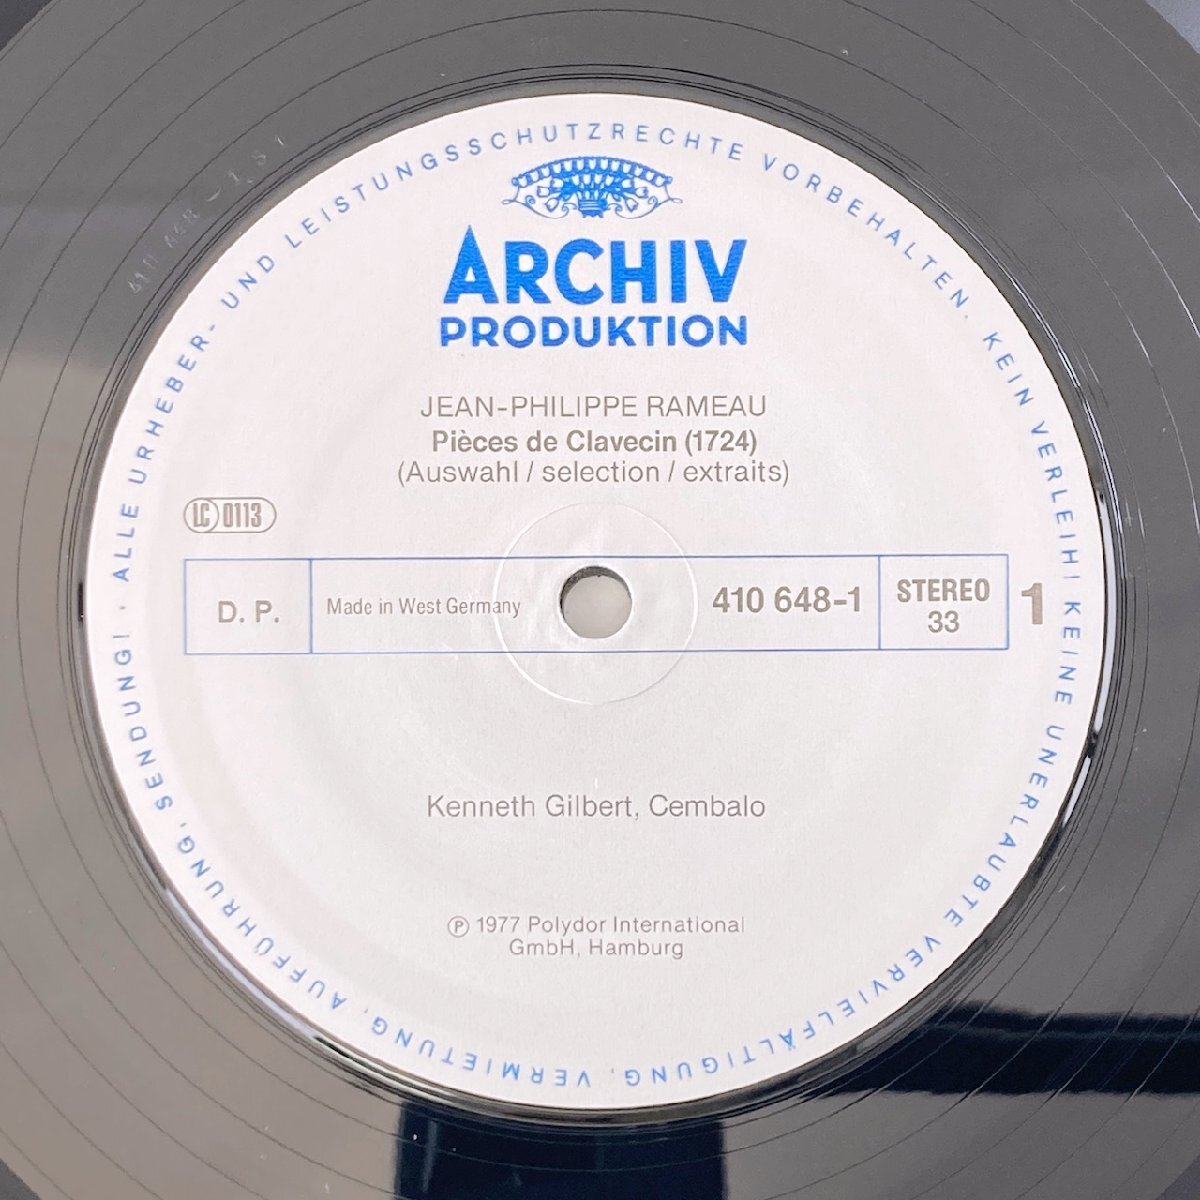 ALLE URHEBER- UND LEISTUNGSSCHUTZRECHTE VORBEHALTEN. KEIN VERLEIH! KEINE UNERLAUBTE VERVIELFÄLTIGUNG, VERMIETUNG, AUFFÜHRUNG, SENDUNG! ·
ARCHIV
PRODUKTION
JEAN-PHILIPPE RAMEAU
Pièces de Clavecin (1724)
(Auswahl / selection / extraits)
LC 0113
D. P.
Made in West Germany
410 648-1
STEREO
33
1
Kenneth Gilbert, Cembalo
℗ 1977 Polydor International
GmbH, Hamburg